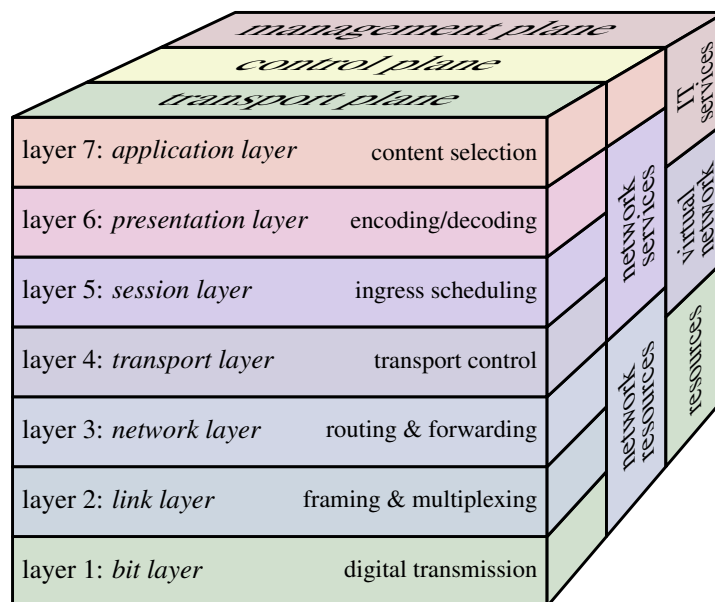 management plane
control plane
transport plane
layer 7: application layer content selection
layer 6: presentation layer encoding/decoding
layer 5: session layer ingress scheduling
layer 4: transport layer transport control
layer 3: network layer routing & forwarding
layer 2: link layer framing & multiplexing
layer 1: bit layer digital transmission
network
services
network
resources
IT
services
virtual
network
resources